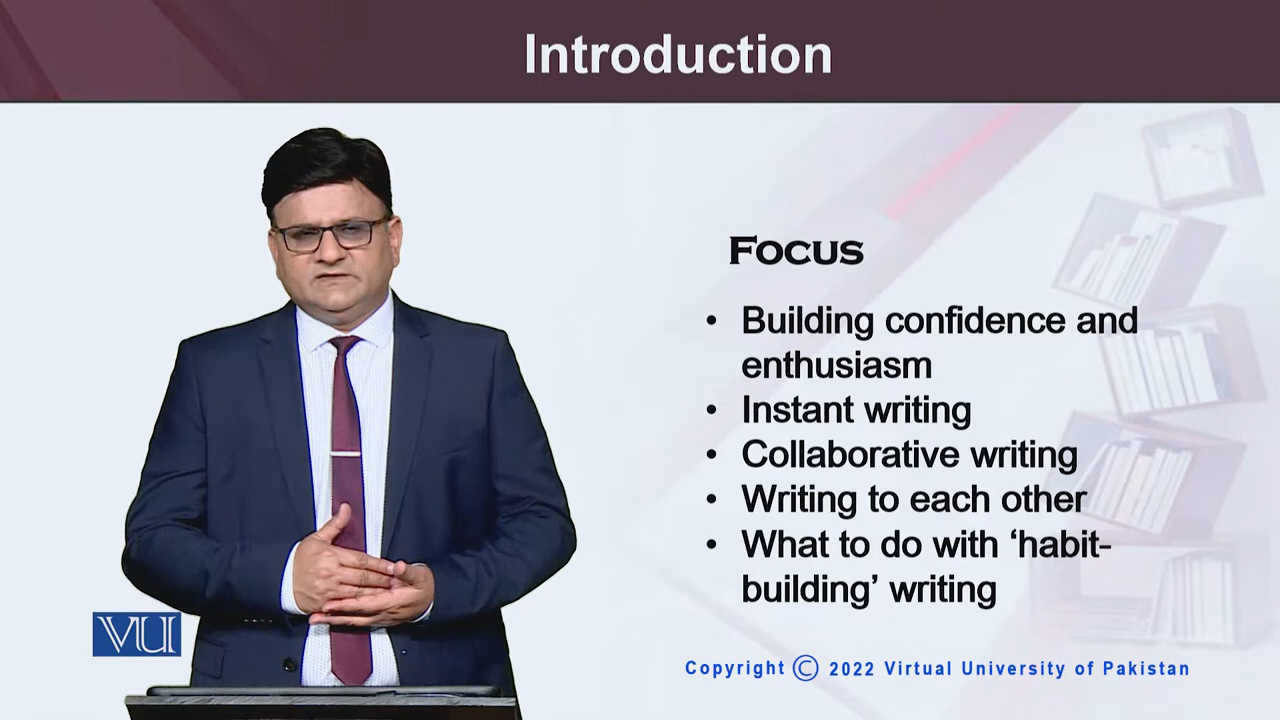 Introduction
Focus
• Building confidence and
enthusiasm
• Instant writing
• Collaborative writing
• Writing to each other
• What to do with ‘habit-
building’ writing
VU
Copyright © 2022 Virtual University of Pakistan